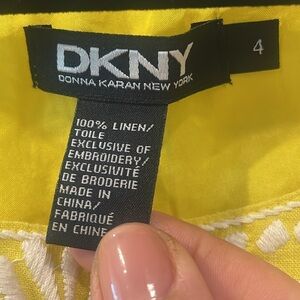 DKNY
DONNA KARAN NEW YORK
4
100% LINEN/
TOILE
EXCLUSIVE OF
EMBROIDERY/
EXCLUSIVITÉ
DE BRODERIE
MADE IN
CHINA/
FABRIQUÉ
EN CHINE